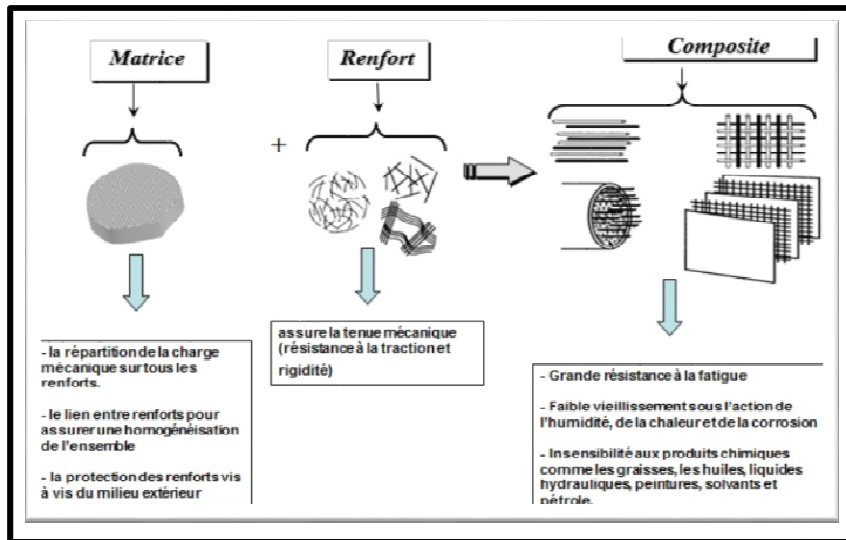 Matrice
Renfort
Composite
+
- la répartition de la charge
mécanique sur tous les
renforts.
- le lien entre renforts pour
assurer une homogénéisation
de l'ensemble
- la protection des renforts vis
à vis du milieu extérieur
assure la tenue mécanique
(résistance à la traction et
rigidité)
- Grande résistance à la fatigue
- Faible vieillissement sous l'action de
l'humidité, de la chaleur et de la corrosion
- Insensibilité aux produits chimiques
comme les graisses, les huiles, liquides
hydrauliques, peintures, solvants et
pétrole.